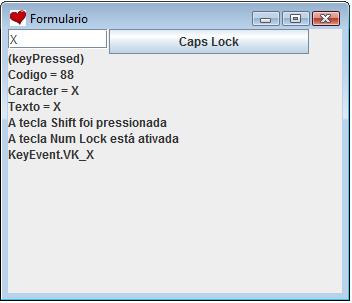 Formulario
X
Caps Lock
(keyPressed)
Codigo = 88
Caracter = X
Texto = X
A tecla Shift foi pressionada
A tecla Num Lock está ativada
KeyEvent.VK_X